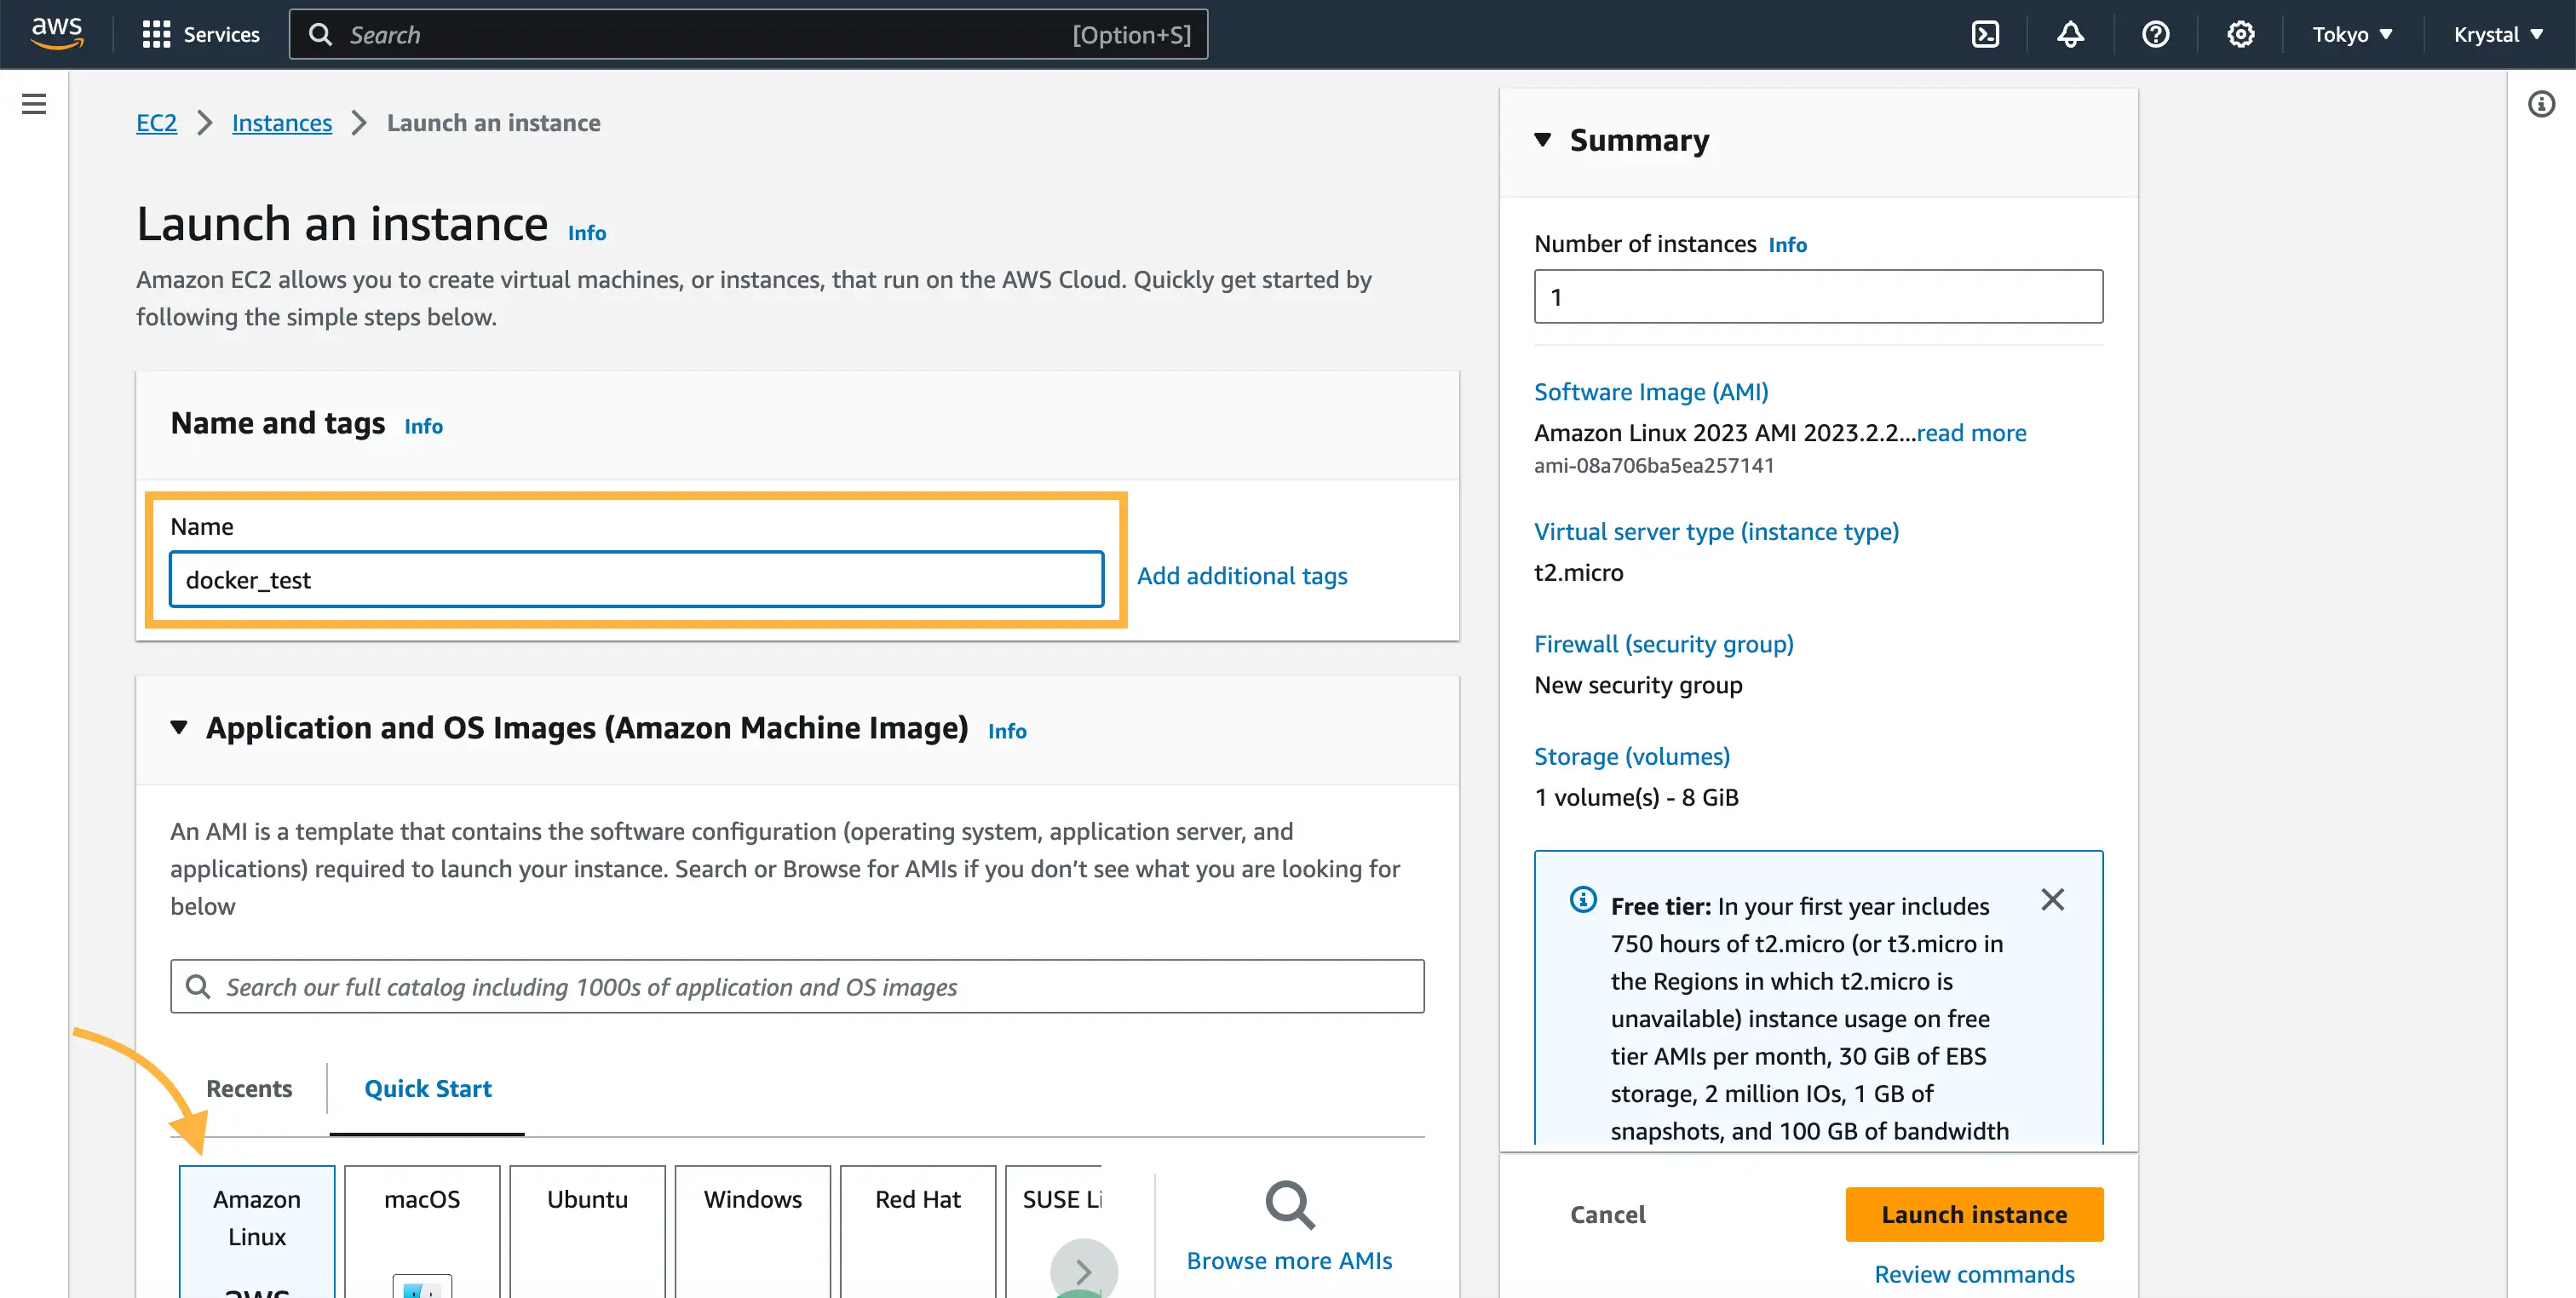 aws
Services
Search
[Option+S]
Tokyo ▼
Krystal ▼
EC2 > Instances > Launch an instance
Launch an instance Info
Amazon EC2 allows you to create virtual machines, or instances, that run on the AWS Cloud. Quickly get started by
following the simple steps below.
Name and tags Info
Name
docker_test
Add additional tags
▼ Application and OS Images (Amazon Machine Image) Info
An AMI is a template that contains the software configuration (operating system, application server, and
applications) required to launch your instance. Search or Browse for AMIs if you don’t see what you are looking for
below
Search our full catalog including 1000s of application and OS images
Recents
Quick Start
Amazon
Linux
aws
macOS
Ubuntu
Windows
Red Hat
SUSE Li
Browse more AMIs
▼ Summary
Number of instances Info
1
Software Image (AMI)
Amazon Linux 2023 AMI 2023.2.2...read more
ami-08a706ba5ea257141
Virtual server type (instance type)
t2.micro
Firewall (security group)
New security group
Storage (volumes)
1 volume(s) - 8 GiB
Free tier: In your first year includes
750 hours of t2.micro (or t3.micro in
the Regions in which t2.micro is
unavailable) instance usage on free
tier AMIs per month, 30 GiB of EBS
storage, 2 million IOs, 1 GB of
snapshots, and 100 GB of bandwidth
Cancel
Launch instance
Review commands